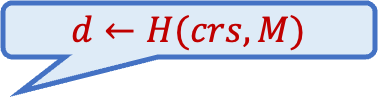 d ← H(crs, M)